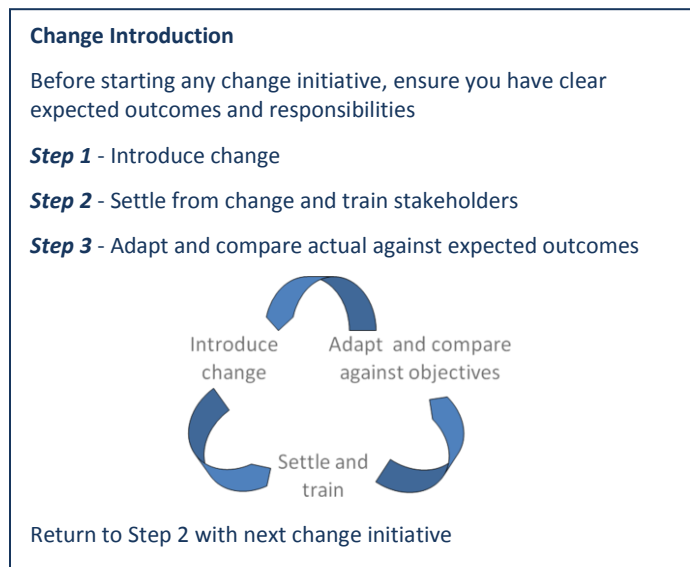 Change Introduction
Before starting any change initiative, ensure you have clear
expected outcomes and responsibilities
Step 1 - Introduce change
Step 2 - Settle from change and train stakeholders
Step 3 - Adapt and compare actual against expected outcomes
Introduce
change
Adapt and compare
against objectives
Settle and
train
Return to Step 2 with next change initiative